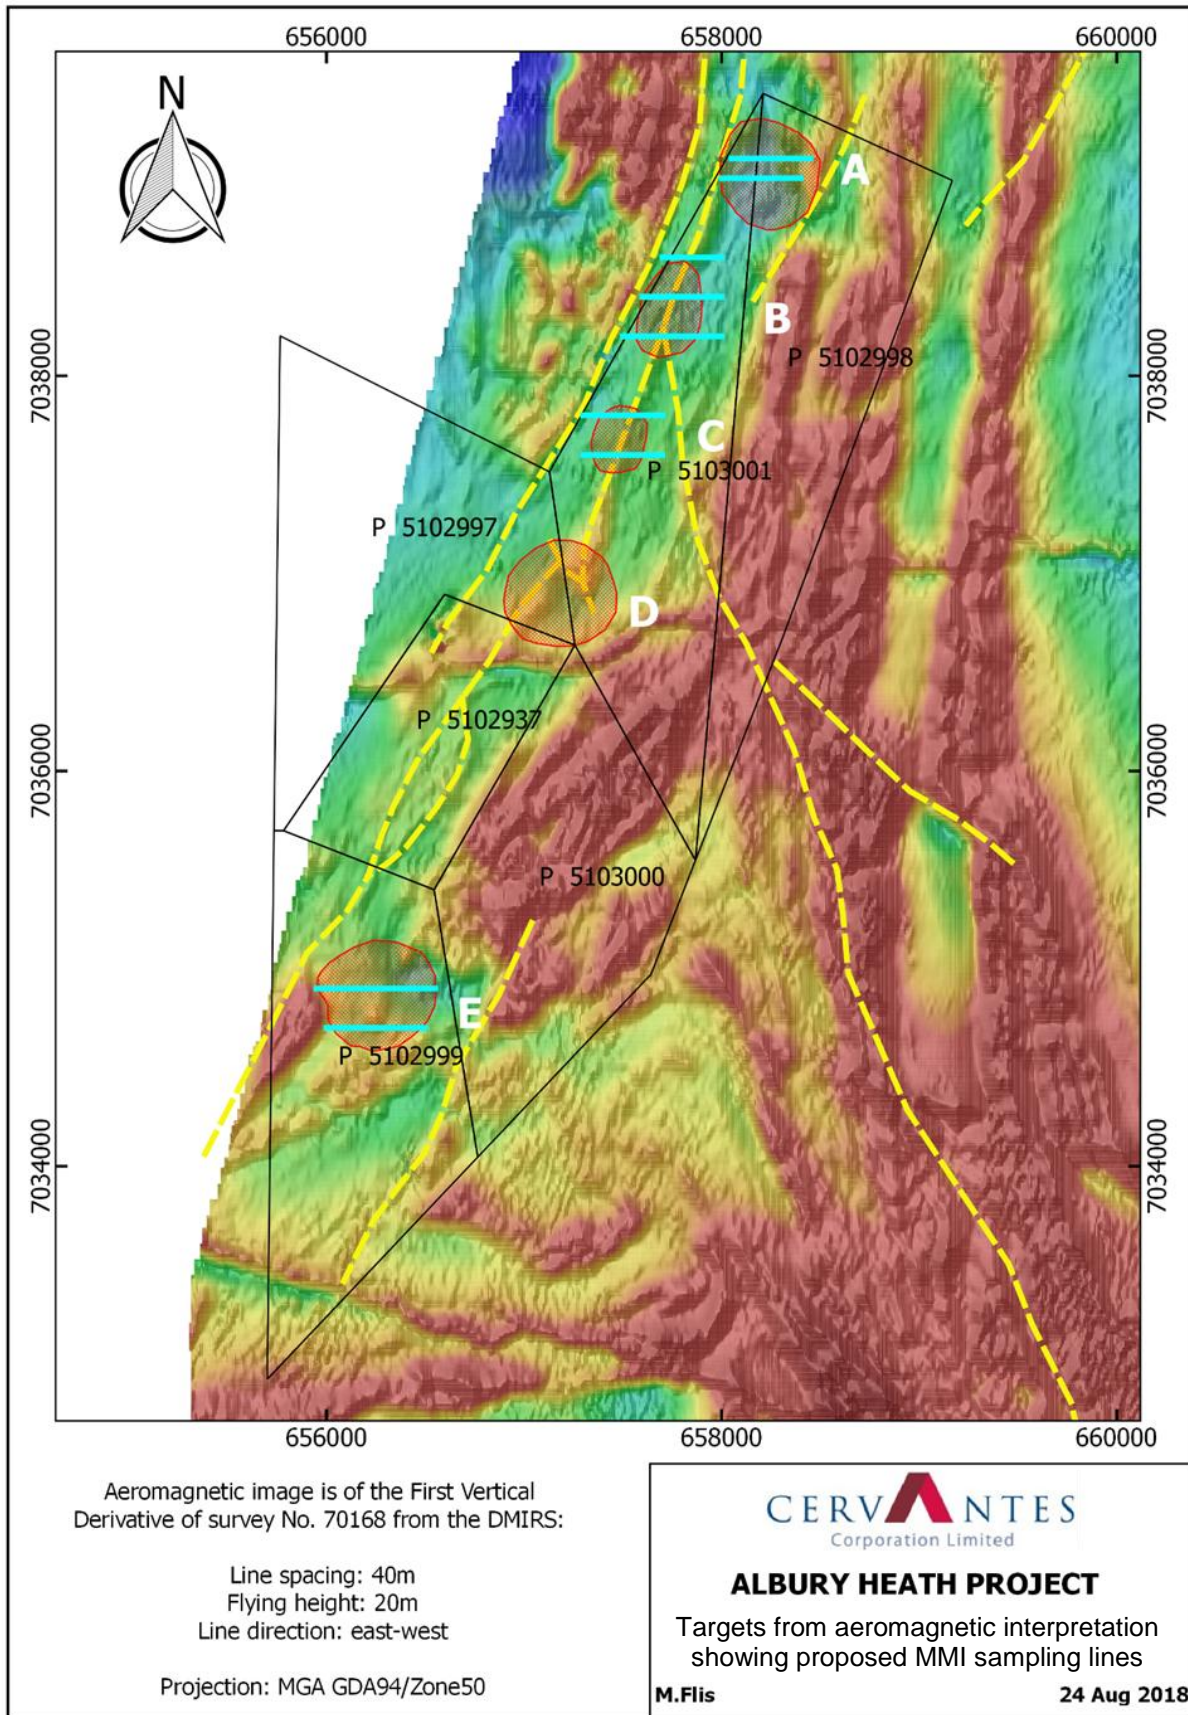 656000
658000
660000
N
A
B
P 5102998
7038000
7038000
C
P 5103001
P 5102997
D
P 5102937
7036000
7036000
P 5103000
E
P 5102999
7034000
7034000
656000
658000
660000
Aeromagnetic image is of the First Vertical
Derivative of survey No. 70168 from the DMIRS:
Line spacing: 40m
Flying height: 20m
Line direction: east-west
Projection: MGA GDA94/Zone50
CERVANTES
Corporation Limited
ALBURY HEATH PROJECT
Targets from aeromagnetic interpretation
showing proposed MMI sampling lines
M.Flis
24 Aug 2018